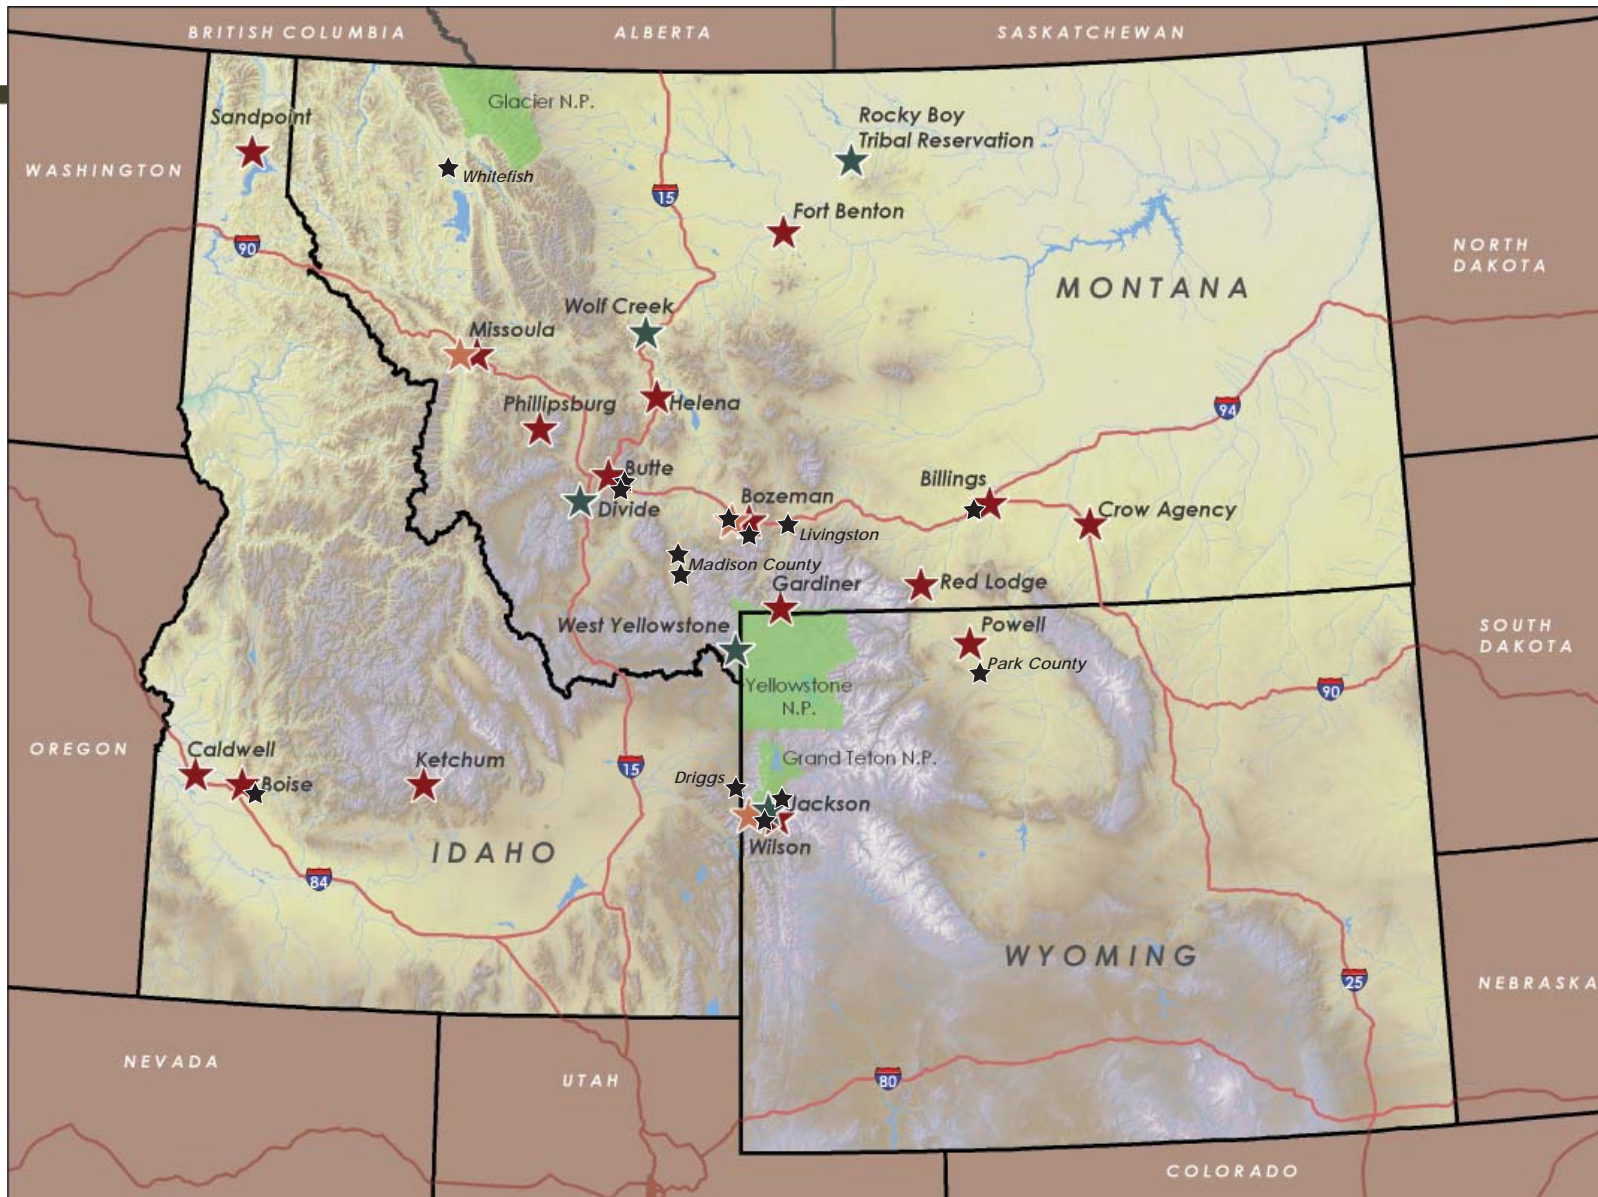 BRITISH COLUMBIA
ALBERTA
SASKATCHEWAN
Glacier N.P.
Sandpoint
Rocky Boy
Tribal Reservation
WASHINGTON
Whitefish
15
Fort Benton
90
NORTH
DAKOTA
MONTANA
Wolf Creek
Missoula
Phillipsburg
Helena
94
Butte
Billings
Bozeman
Divide
Crow Agency
Livingston
Madison County
Gardiner
Red Lodge
West Yellowstone
Powell
SOUTH
DAKOTA
Park County
Yellowstone
N.P.
90
OREGON
Caldwell
Ketchum
Grand Teton N.P.
15
Driggs
Boise
Jackson
Wilson
IDAHO
84
WYOMING
25
NEBRASKA
NEVADA
UTAH
80
COLORADO